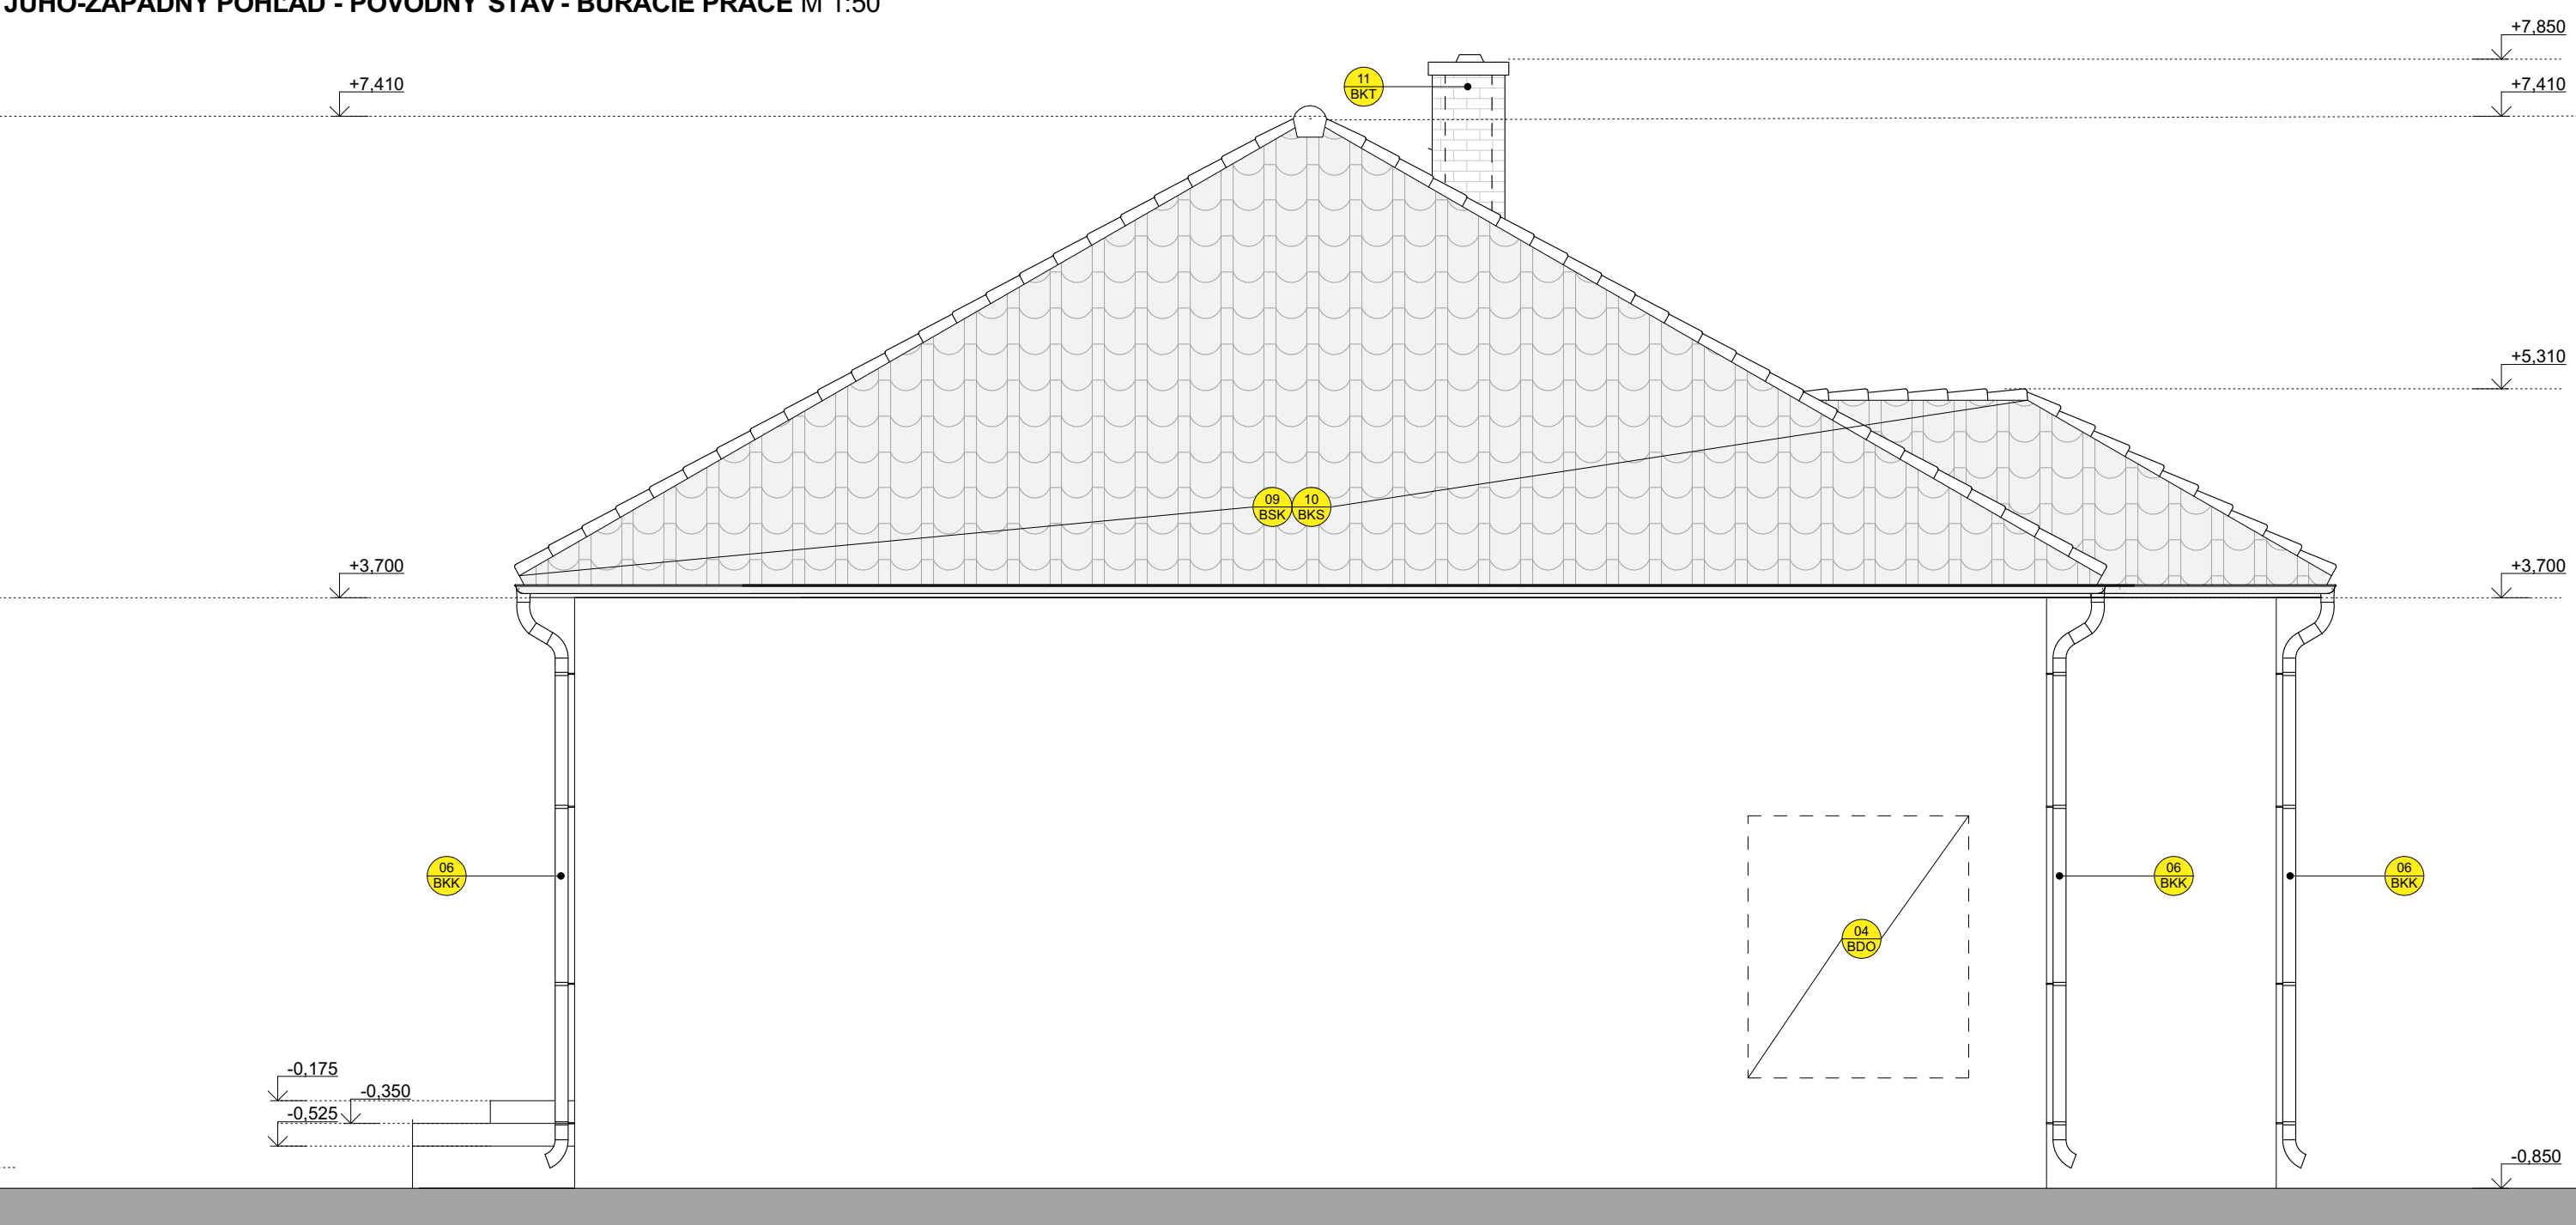 JUHO-ZÁPADNÝ POHĽAD - PÔVODNÝ STAV - BÚRACIE PRÁCE M 1:50
+7,850
+7,410
+7,410
11
BKT
+5,310
09
BSK
10
BKS
+3,700
+3,700
06
BKK
06
BKK
06
BKK
04
BDO
-0,175
-0,350
-0,525
-0,850